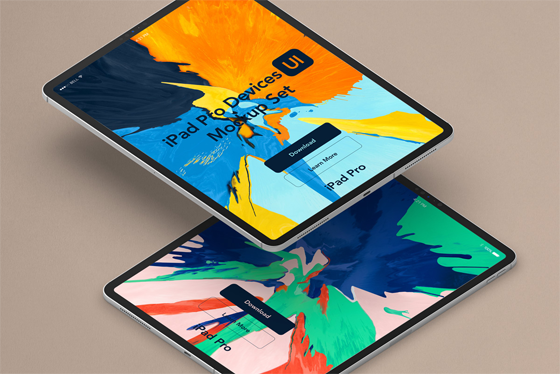 UI
iPad Pro Devices
Mockup Set
Download
Learn More
iPad Pro
Download
Learn More
iPad Pro